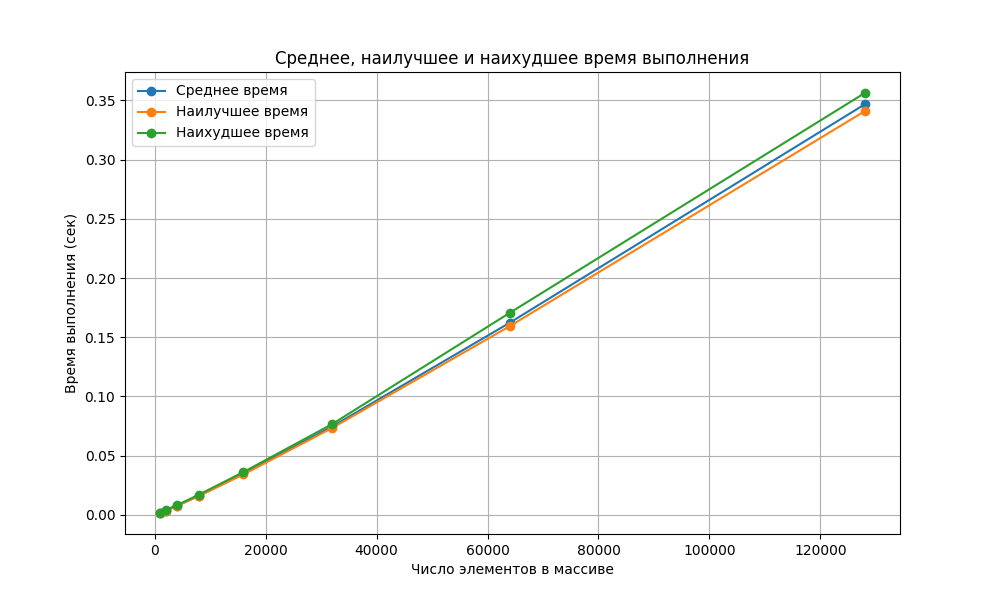 Среднее, наилучшее и наихудшее время выполнения
Среднее время
Наилучшее время
Наихудшее время
Время выполнения (сек)
0.35
0.30
0.25
0.20
0.15
0.10
0.05
0.00
0 20000 40000 60000 80000 100000 120000
Число элементов в массиве